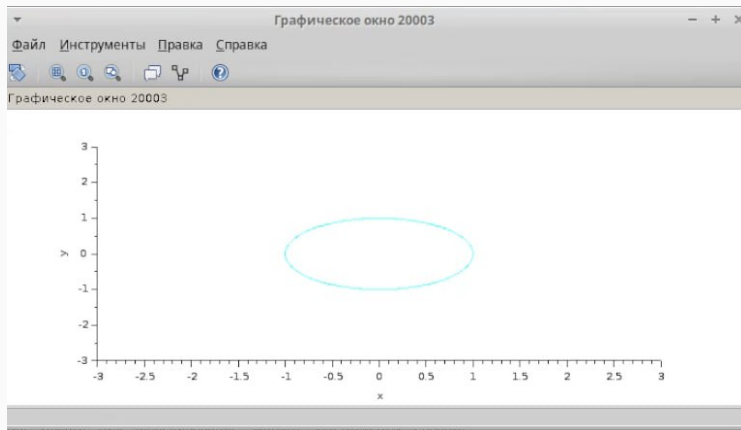 Графическое окно 20003
Файл Инструменты Правка Справка
Графическое окно 20003
3
2
1
y 0
-1
-2
-3
-3 -2.5 -2 -1.5 -1 -0.5 0 0.5 1 1.5 2 2.5 3
x